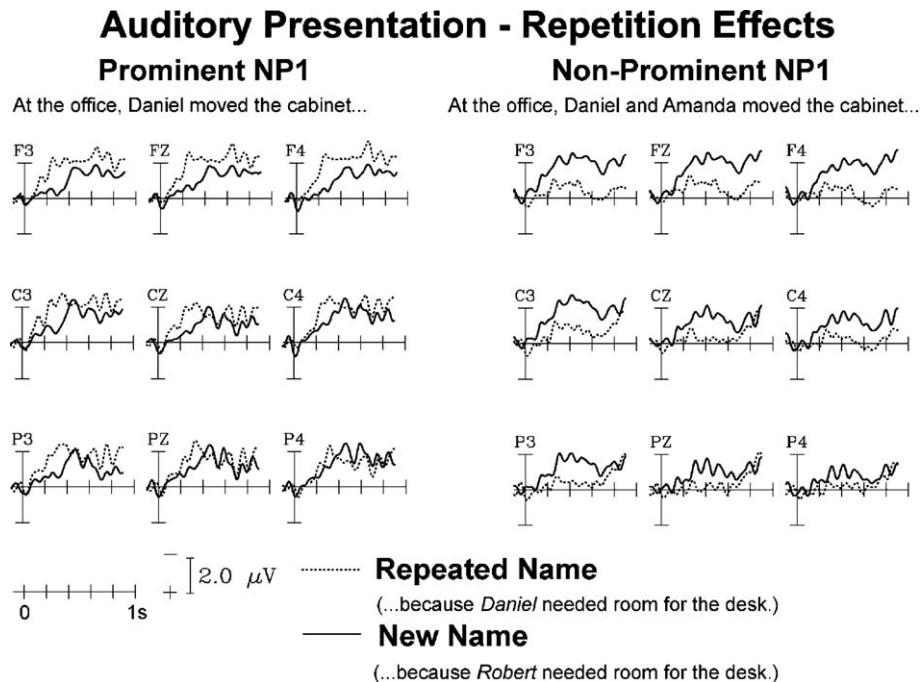 Auditory Presentation - Repetition Effects
Prominent NP1
At the office, Daniel moved the cabinet...
Non-Prominent NP1
At the office, Daniel and Amanda moved the cabinet...
F3 FZ F4
C3 CZ C4
P3 PZ P4
F3 FZ F4
C3 CZ C4
P3 PZ P4
0 1s
− + 2.0 μV
Repeated Name
(...because Daniel needed room for the desk.)
New Name
(...because Robert needed room for the desk.)